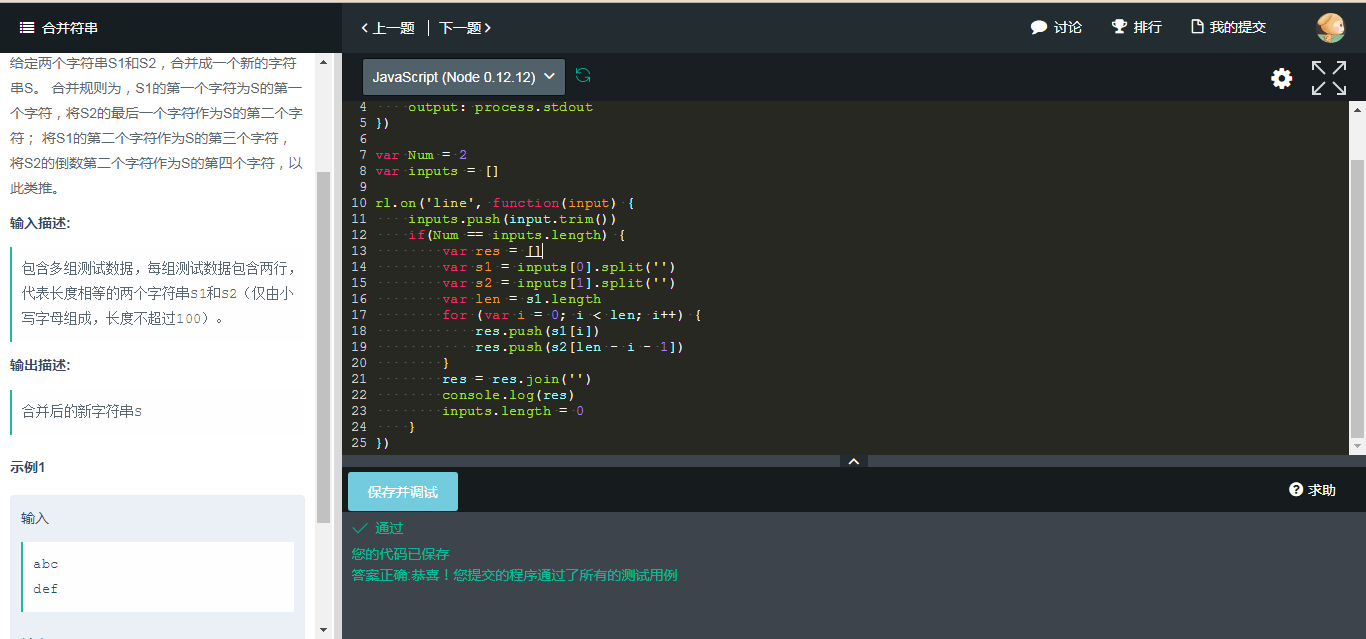 合并符串
上一题 | 下一题
讨论
排行
我的提交
给定两个字符串S1和S2，合并成一个新的字符
串S。 合并规则为，S1的第一个字符为S的第一
个字符，将S2的最后一个字符作为S的第二个字
符； 将S1的第二个字符作为S的第三个字符，
将S2的倒数第二个字符作为S的第四个字符，以
此类推。
输入描述:
包含多组测试数据，每组测试数据包含两行，
代表长度相等的两个字符串S1和S2（仅由小
写字母组成，长度不超过100）。
输出描述:
合并后的新字符串S
示例1
输入
abc
def
JavaScript (Node 0.12.12)
4 output: process.stdout
5 })
6
7 var Num = 2
8 var inputs = []
9
10 rl.on('line', function(input) {
11 inputs.push(input.trim())
12 if(Num == inputs.length) {
13 var res = []
14 var s1 = inputs[0].split('')
15 var s2 = inputs[1].split('')
16 var len = s1.length
17 for (var i = 0; i < len; i++) {
18 res.push(s1[i])
19 res.push(s2[len - i - 1])
20 }
21 res = res.join('')
22 console.log(res)
23 inputs.length = 0
24 }
25 })
保存并调试
求助
通过
您的代码已保存
答案正确:恭喜！您提交的程序通过了所有的测试用例